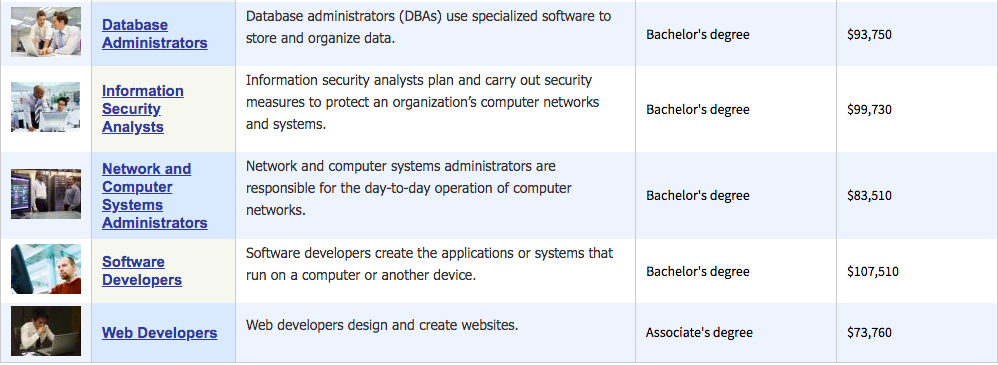 Database
Administrators
Database administrators (DBAs) use specialized software to
store and organize data.
Bachelor's degree
$93,750
Information
Security
Analysts
Information security analysts plan and carry out security
measures to protect an organization’s computer networks
and systems.
Bachelor's degree
$99,730
Network and
Computer
Systems
Administrators
Network and computer systems administrators are
responsible for the day-to-day operation of computer
networks.
Bachelor's degree
$83,510
Software
Developers
Software developers create the applications or systems that
run on a computer or another device.
Bachelor's degree
$107,510
Web Developers
Web developers design and create websites.
Associate's degree
$73,760